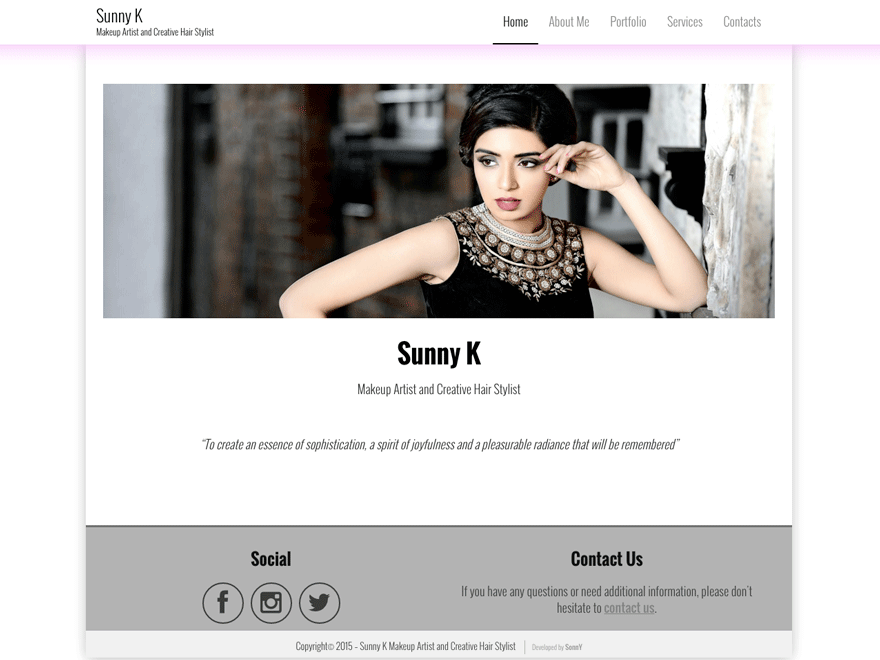 Sunny K
Makeup Artist and Creative Hair Stylist
Home About Me Portfolio Services Contacts
Sunny K
Makeup Artist and Creative Hair Stylist
“To create an essence of sophistication, a spirit of joyfulness and a pleasurable radiance that will be remembered”
Social
Contact Us
If you have any questions or need additional information, please don't
hesitate to contact us.
Copyright© 2015 – Sunny K Makeup Artist and Creative Hair Stylist
Developed by SonnY